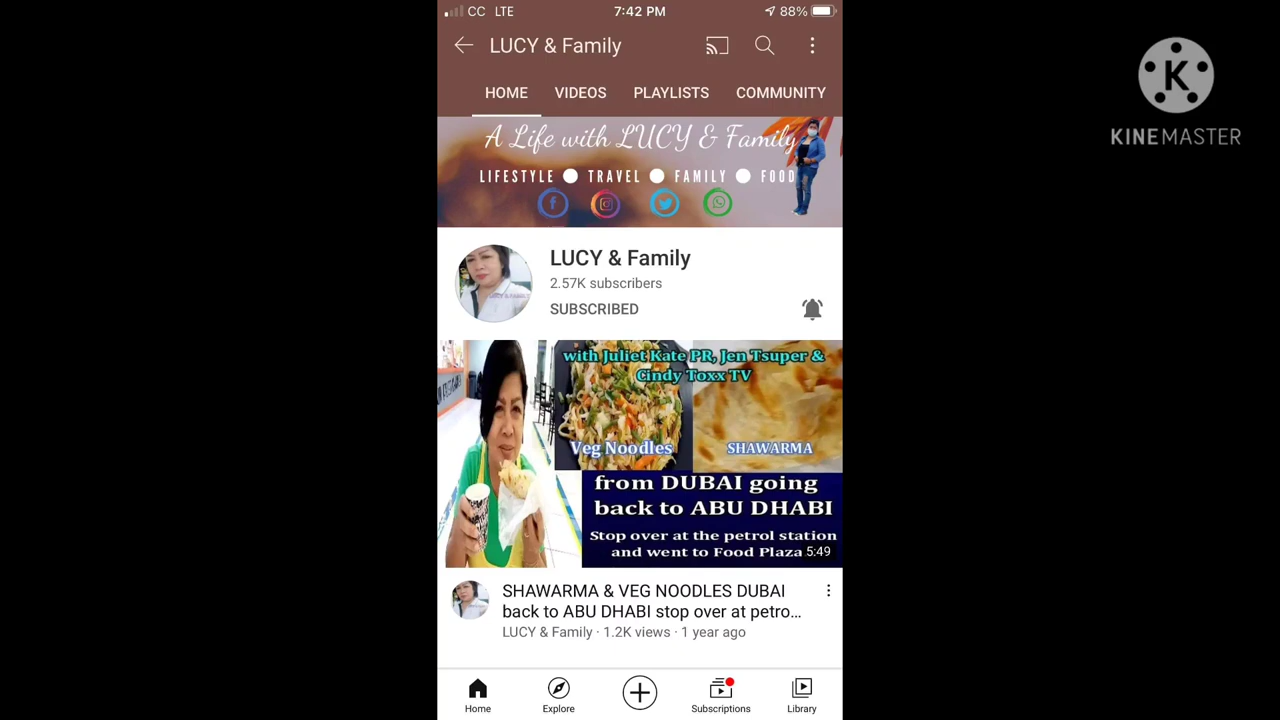 CC LTE 7:42 PM 88%
LUCY & Family
HOME VIDEOS PLAYLISTS COMMUNITY
A Life with LUCY & Family
LIFESTYLE TRAVEL FAMILY FOOD
LUCY & Family
2.57K subscribers
SUBSCRIBED
with Juliet Kate PR, Jen Tsuper &
Cindy Toxx TV
Veg Noodles
SHAWARMA
from DUBAI going
back to ABU DHABI
Stop over at the petrol station
and went to Food Plaza
5:49
SHAWARMA & VEG NOODLES DUBAI
back to ABU DHABI stop over at petro...
LUCY & Family · 1.2K views · 1 year ago
Home Explore Subscriptions Library
K
KINEMASTER